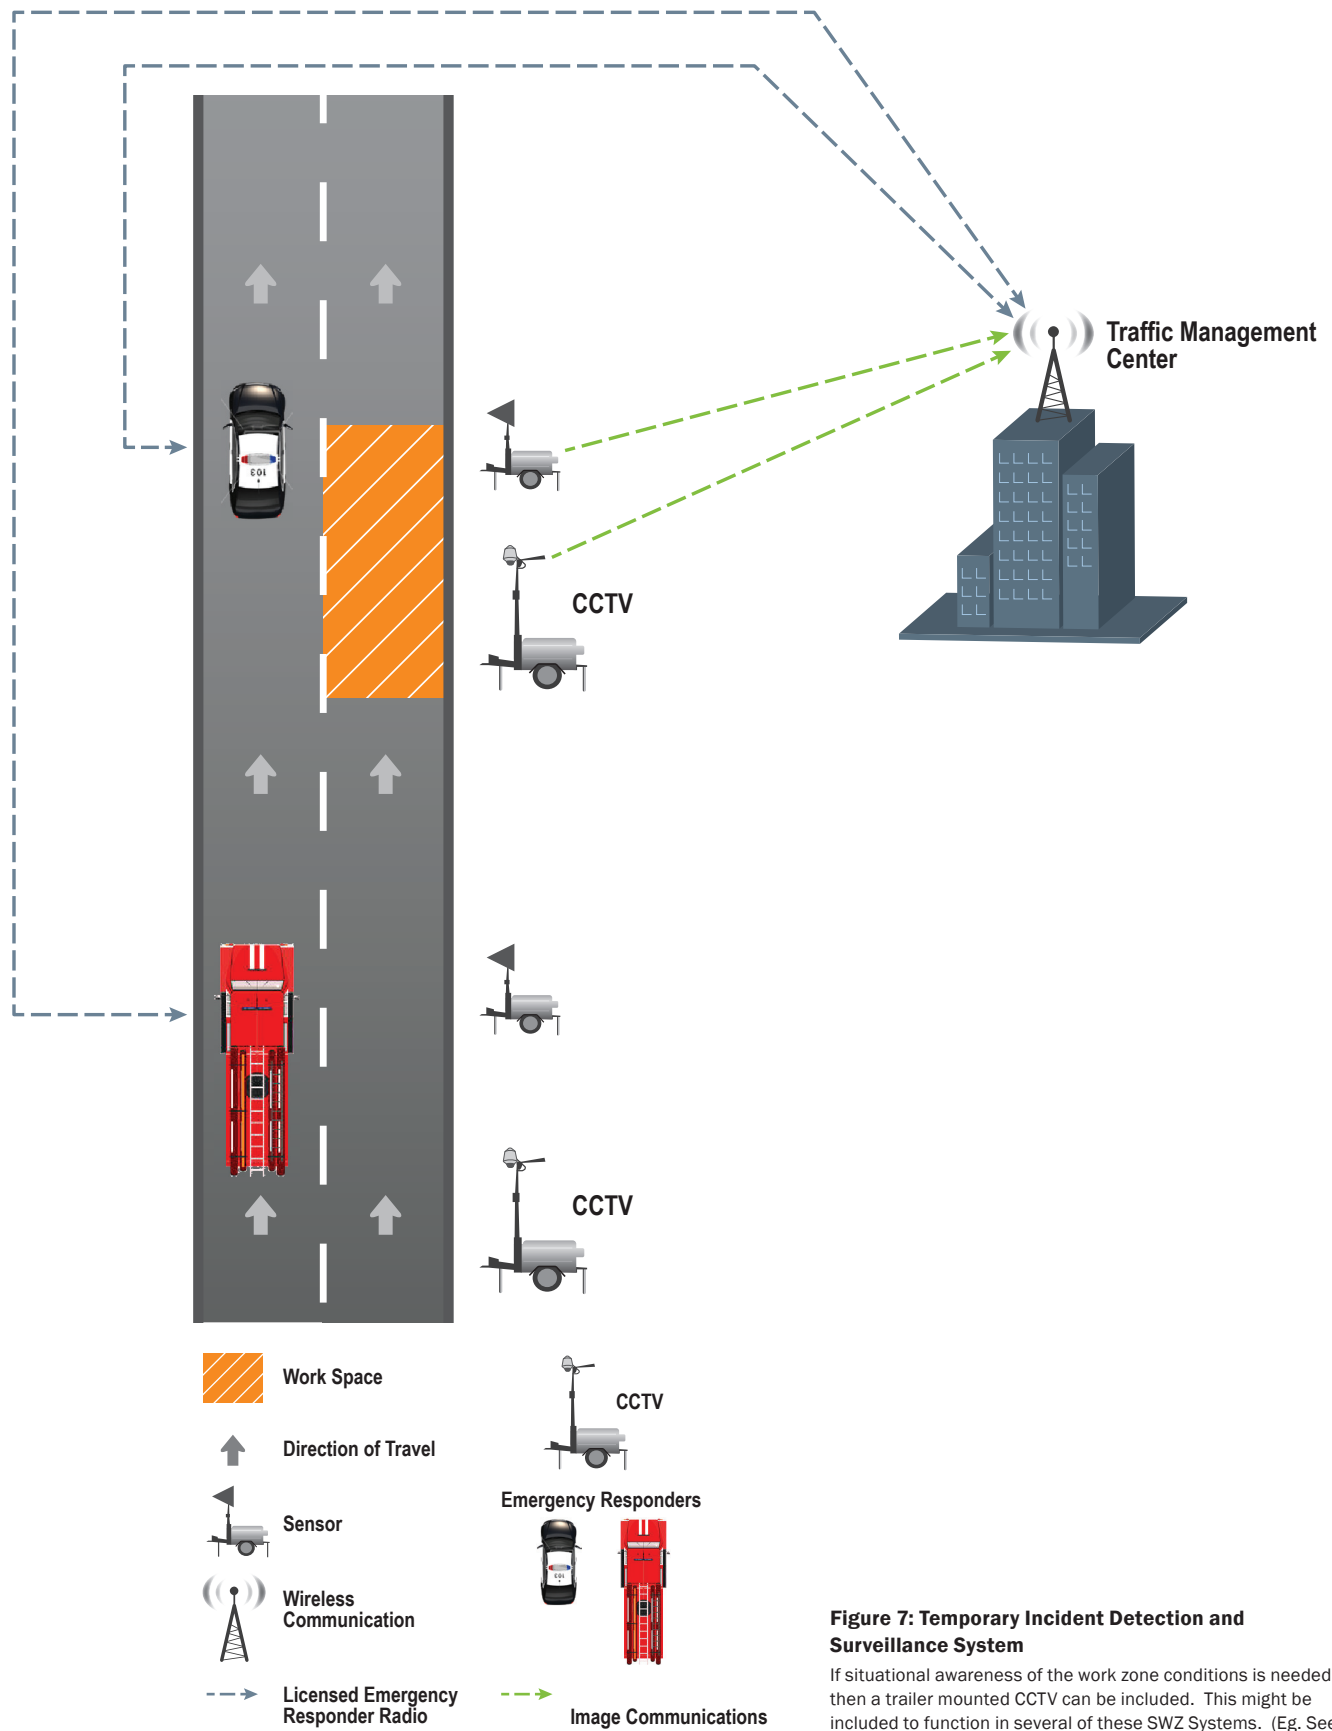 Traffic Management
Center
103
CCTV
CCTV
Work Space
CCTV
Direction of Travel
Emergency Responders
Sensor
103
Wireless
Communication
Licensed Emergency
Responder Radio
Image Communications
Figure 7: Temporary Incident Detection and
Surveillance System
If situational awareness of the work zone conditions is needed
then a trailer mounted CCTV can be included. This might be
included to function in several of these SWZ Systems. (Eg. See